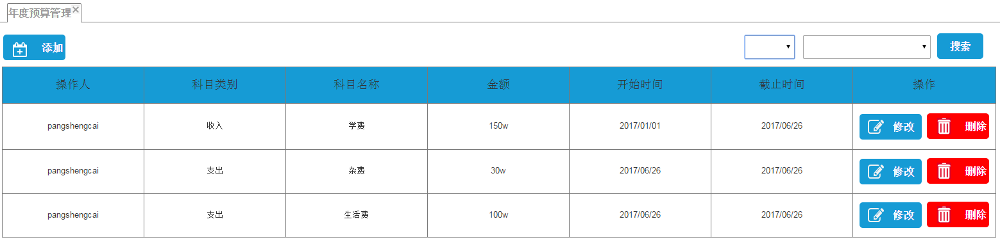 年度预算管理
添加
搜索
操作人 科目类别 科目名称 金额 开始时间 截止时间 操作
pangshengcai 收入 学费 150w 2017/01/01 2017/06/26 修改 删除
pangshengcai 支出 杂费 30w 2017/06/26 2017/06/26 修改 删除
pangshengcai 支出 生活费 100w 2017/06/26 2017/06/26 修改 删除